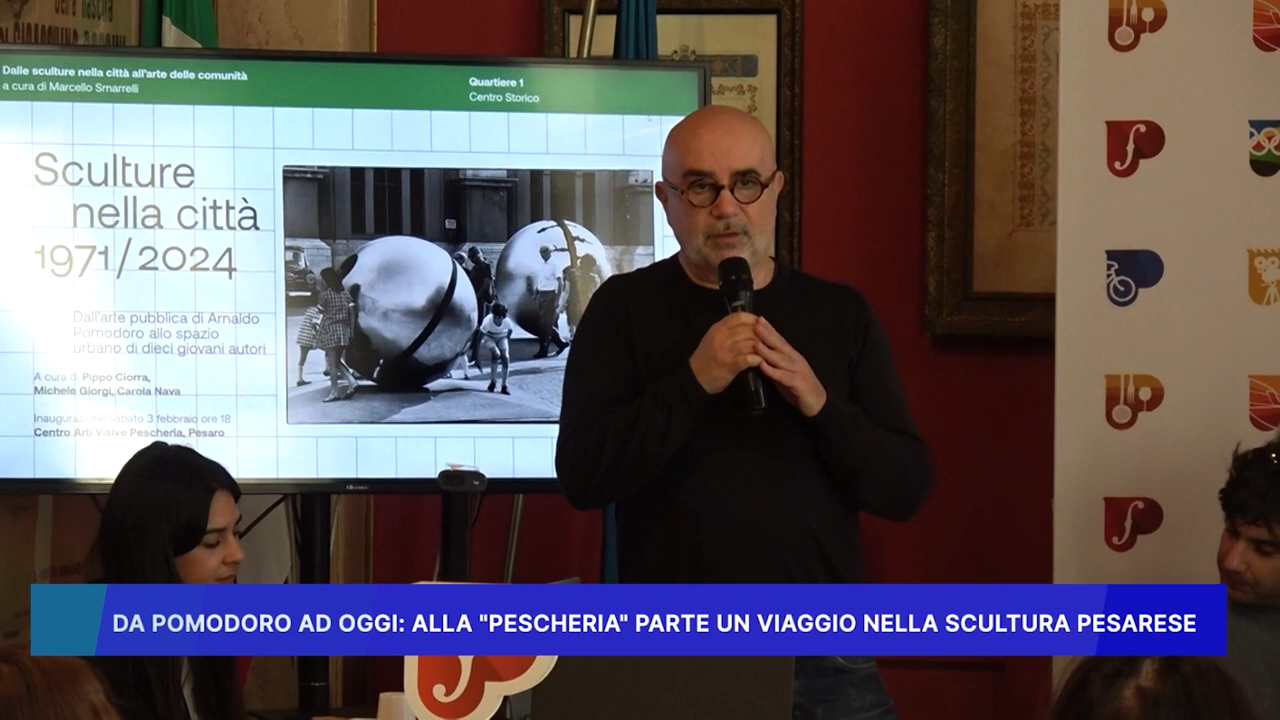 Dalle sculture nella città all'arte delle comunità
a cura di Marcello Smarrelli
Quartiere 1
Centro Storico
Sculture
nella città
1971/2024
Dall'arte pubblica di Arnaldo
Pomodoro allo spazio
urbano di dieci giovani autori
A cura di Pippo Ciorra,
Michele Giorgi, Carola Nava
Inaugurazione sabato 3 febbraio ore 18
Centro Arti Visive Pescheria, Pesaro
DA POMODORO AD OGGI: ALLA "PESCHERIA" PARTE UN VIAGGIO NELLA SCULTURA PESARESE